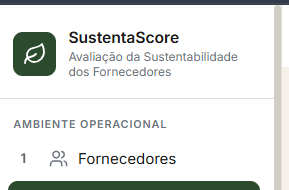 SustentaScore
Avaliação da Sustentabilidade
dos Fornecedores
AMBIENTE OPERACIONAL
1 Fornecedores